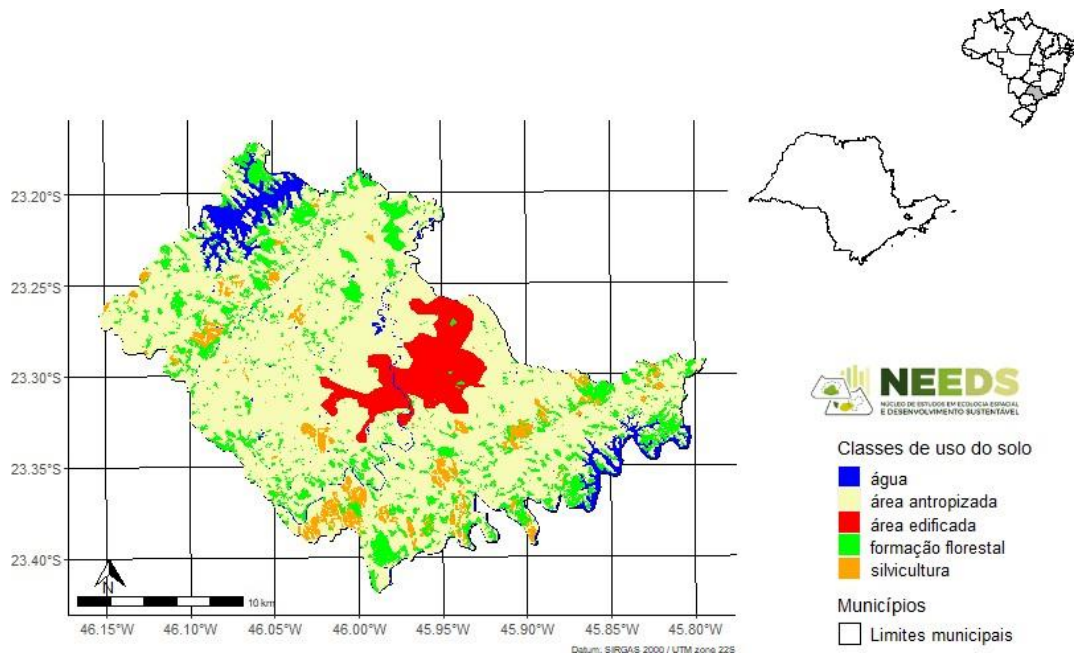 23.20°S
23.25°S
23.30°S
23.35°S
23.40°S
N
10 km
46.15°W 46.10°W 46.05°W 46.00°W 45.95°W 45.90°W 45.85°W 45.80°W
Datum: SIRGAS 2000 / UTM zone 22S
NEEDS
NÚCLEO DE ESTUDOS EM ECOLOGIA ESPACIAL
E DESENVOLVIMENTO SUSTENTÁVEL
Classes de uso do solo
água
área antropizada
área edificada
formação florestal
silvicultura
Municípios
Limites municipais